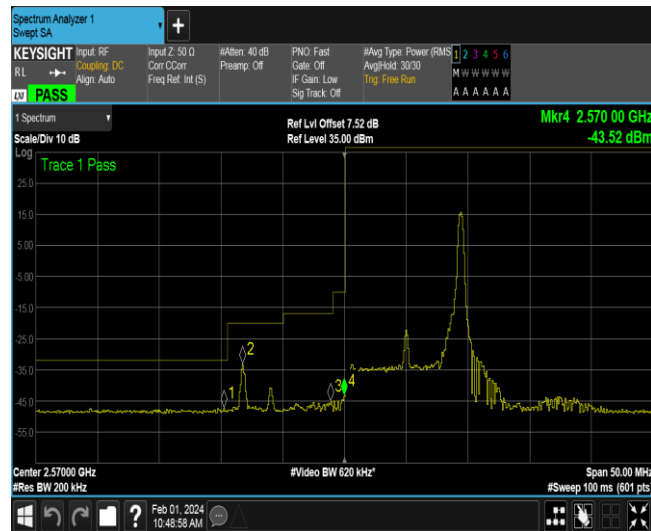 Spectrum Analyzer 1
Swept SA
+
KEYSIGHT
RL
LXI PASS
Input: RF
Coupling: DC
Align: Auto
Input Z: 50 Ω
Corr CCorr
Freq Ref: Int (S)
#Atten: 40 dB
Preamp: Off
PNO: Fast
Gate: Off
IF Gain: Low
Sig Track: Off
#Avg Type: Power (RMS
Avg|Hold: 30/30
Trig: Free Run
1 2 3 4 5 6
M W W W W W
A A A A A A
1 Spectrum
Scale/Div 10 dB
Log
Ref Lvl Offset 7.52 dB
Ref Level 35.00 dBm
Mkr4 2.570 00 GHz
-43.52 dBm
Trace 1 Pass
25.0
15.0
5.00
-5.00
-15.0
-25.0
-35.0
-45.0
-55.0
1
2
3
4
Center 2.57000 GHz
#Res BW 200 kHz
#Video BW 620 kHz*
Span 50.00 MHz
#Sweep 100 ms (601 pts)
?
Feb 01, 2024
10:48:58 AM